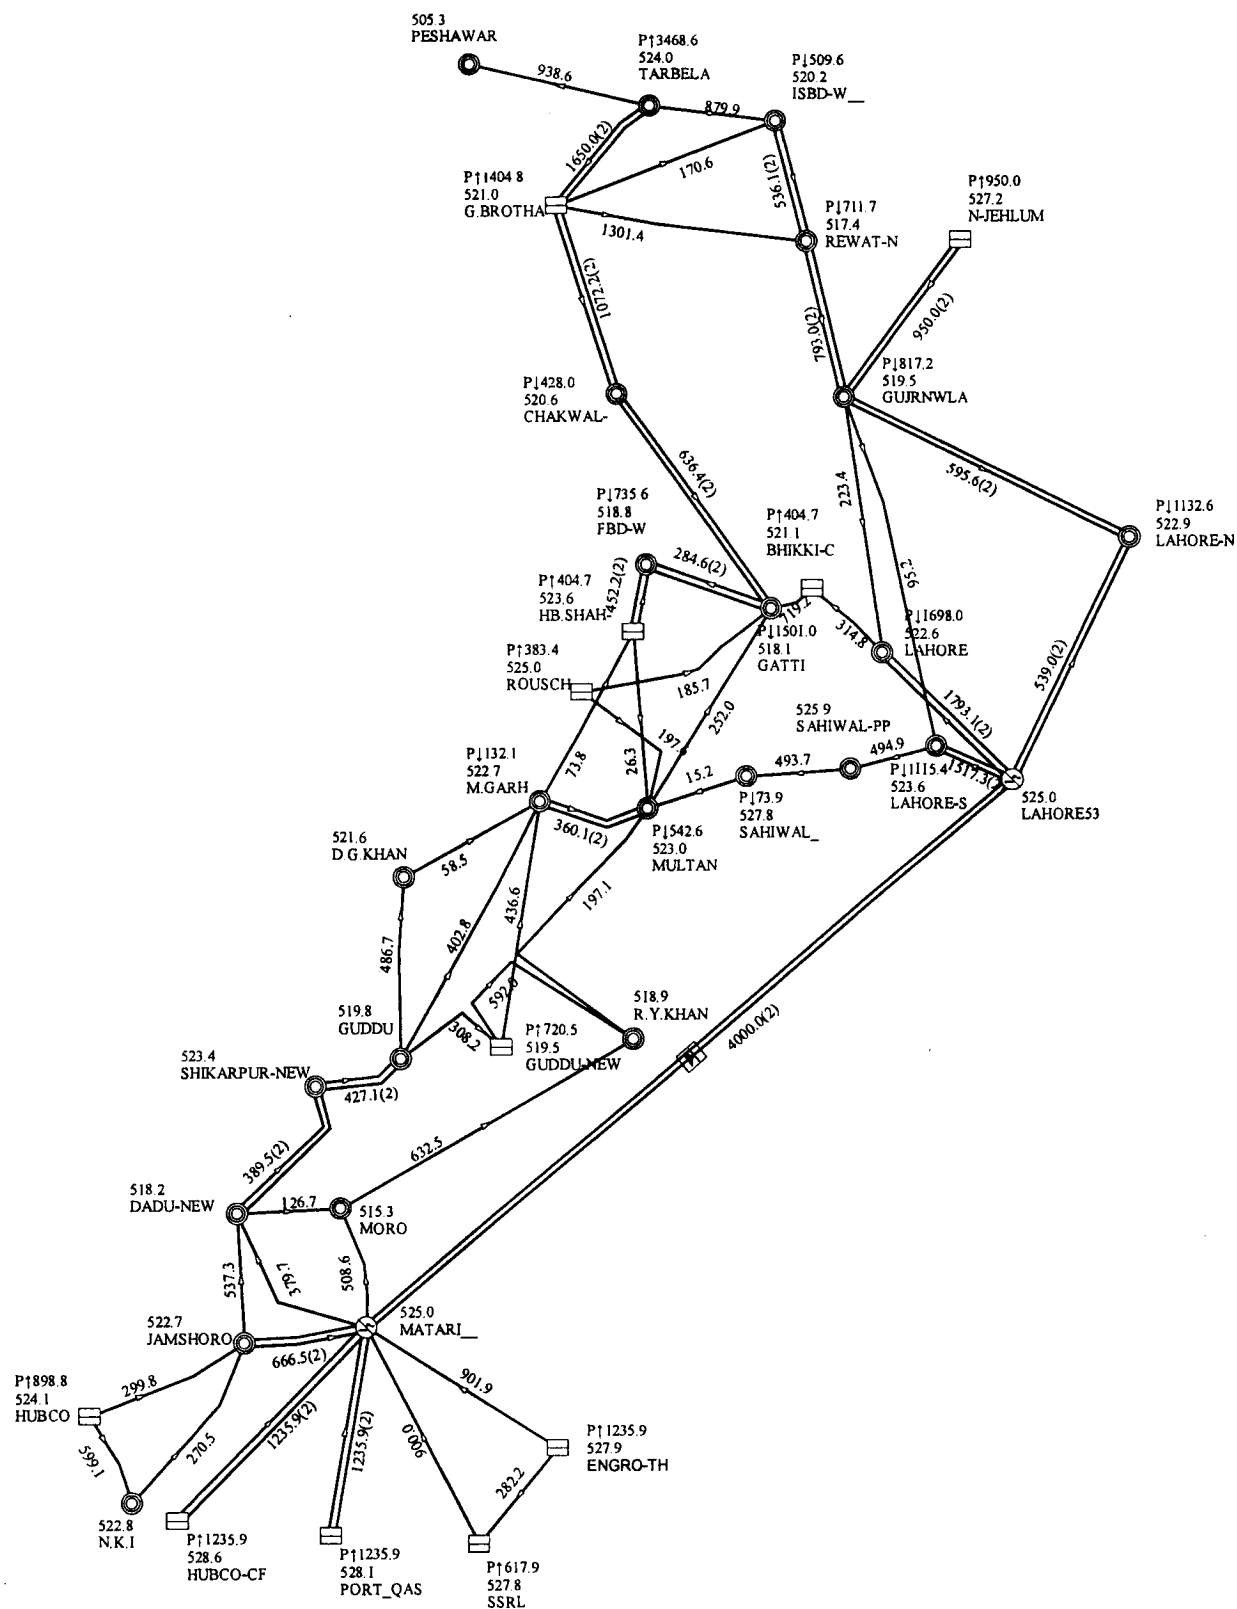 505.3
PESHAWAR
P↑3468.6
524.0
TARBELA
P↓509.6
520.2
ISBD-W__
938.6
879.9
1650.0(2)
170.6
536.1(2)
P↑1404.8
521.0
G.BROTHA
P↑950.0
527.2
N-JEHLUM
P↓711.7
517.4
REWAT-N
1301.4
1072.2(2)
950.0(2)
793.0(2)
P↓817.2
519.5
GUJRNWLA
P↓428.0
520.6
CHAKWAL-
636.4(2)
223.4
595.6(2)
P↓735.6
518.8
FBD-W
P↑404.7
521.1
BHIKKI-C
P↓1132.6
522.9
LAHORE-N
284.6(2)
452.2(2)
95.2
P↑404.7
523.6
HB.SHAH-
719.2
314.8
P↓1501.0
518.1
GATTI
P↓1698.0
522.6
LAHORE
P↑383.4
525.0
ROUSCH
185.7
539.0(2)
1793.1(2)
252.0
525.9
SAHIWAL-PP
197.
73.8
26.3
P↓132.1
522.7
M.GARH
15.2
493.7
494.9
1517.3(
P↓1115.4
523.6
LAHORE-S
525.0
LAHORE53
P↓73.9
527.8
SAHIWAL_
360.1(2)
P↓542.6
523.0
MULTAN
521.6
D.G.KHAN
58.5
436.6
197.1
402.8
486.7
592.8
518.9
R.Y.KHAN
519.8
GUDDU
308.2
P↑720.5
519.5
GUDDU-NEW
4000.0(2)
523.4
SHIKARPUR-NEW
427.1(2)
389.5(2)
632.5
518.2
DADU-NEW
126.7
515.3
MORO
537.3
379.7
508.6
525.0
MATARI__
522.7
JAMSHORO
666.5(2)
P↑898.8
524.1
HUBCO
299.8
901.9
1235.9(2)
1235.9(2)
900.0
P↑1235.9
527.9
ENGRO-TH
599.1
270.5
282.2
522.8
N.K.I
P↑1235.9
528.6
HUBCO-CF
P↑1235.9
528.1
PORT_QAS
P↑617.9
527.8
SSRL